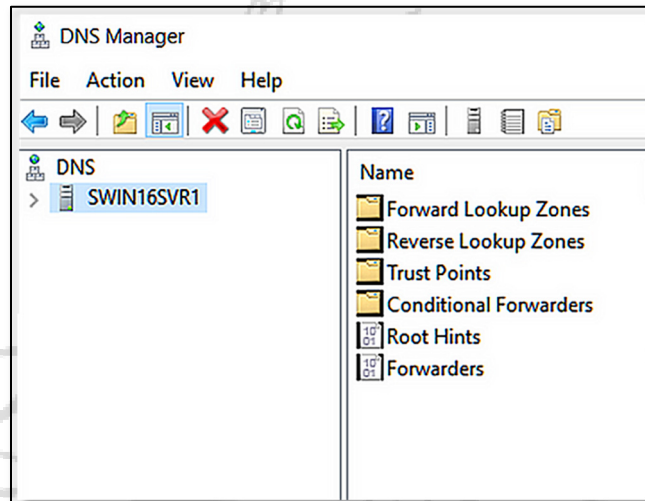 DNS Manager
File Action View Help
DNS
SWIN16SVR1
Name
Forward Lookup Zones
Reverse Lookup Zones
Trust Points
Conditional Forwarders
Root Hints
Forwarders